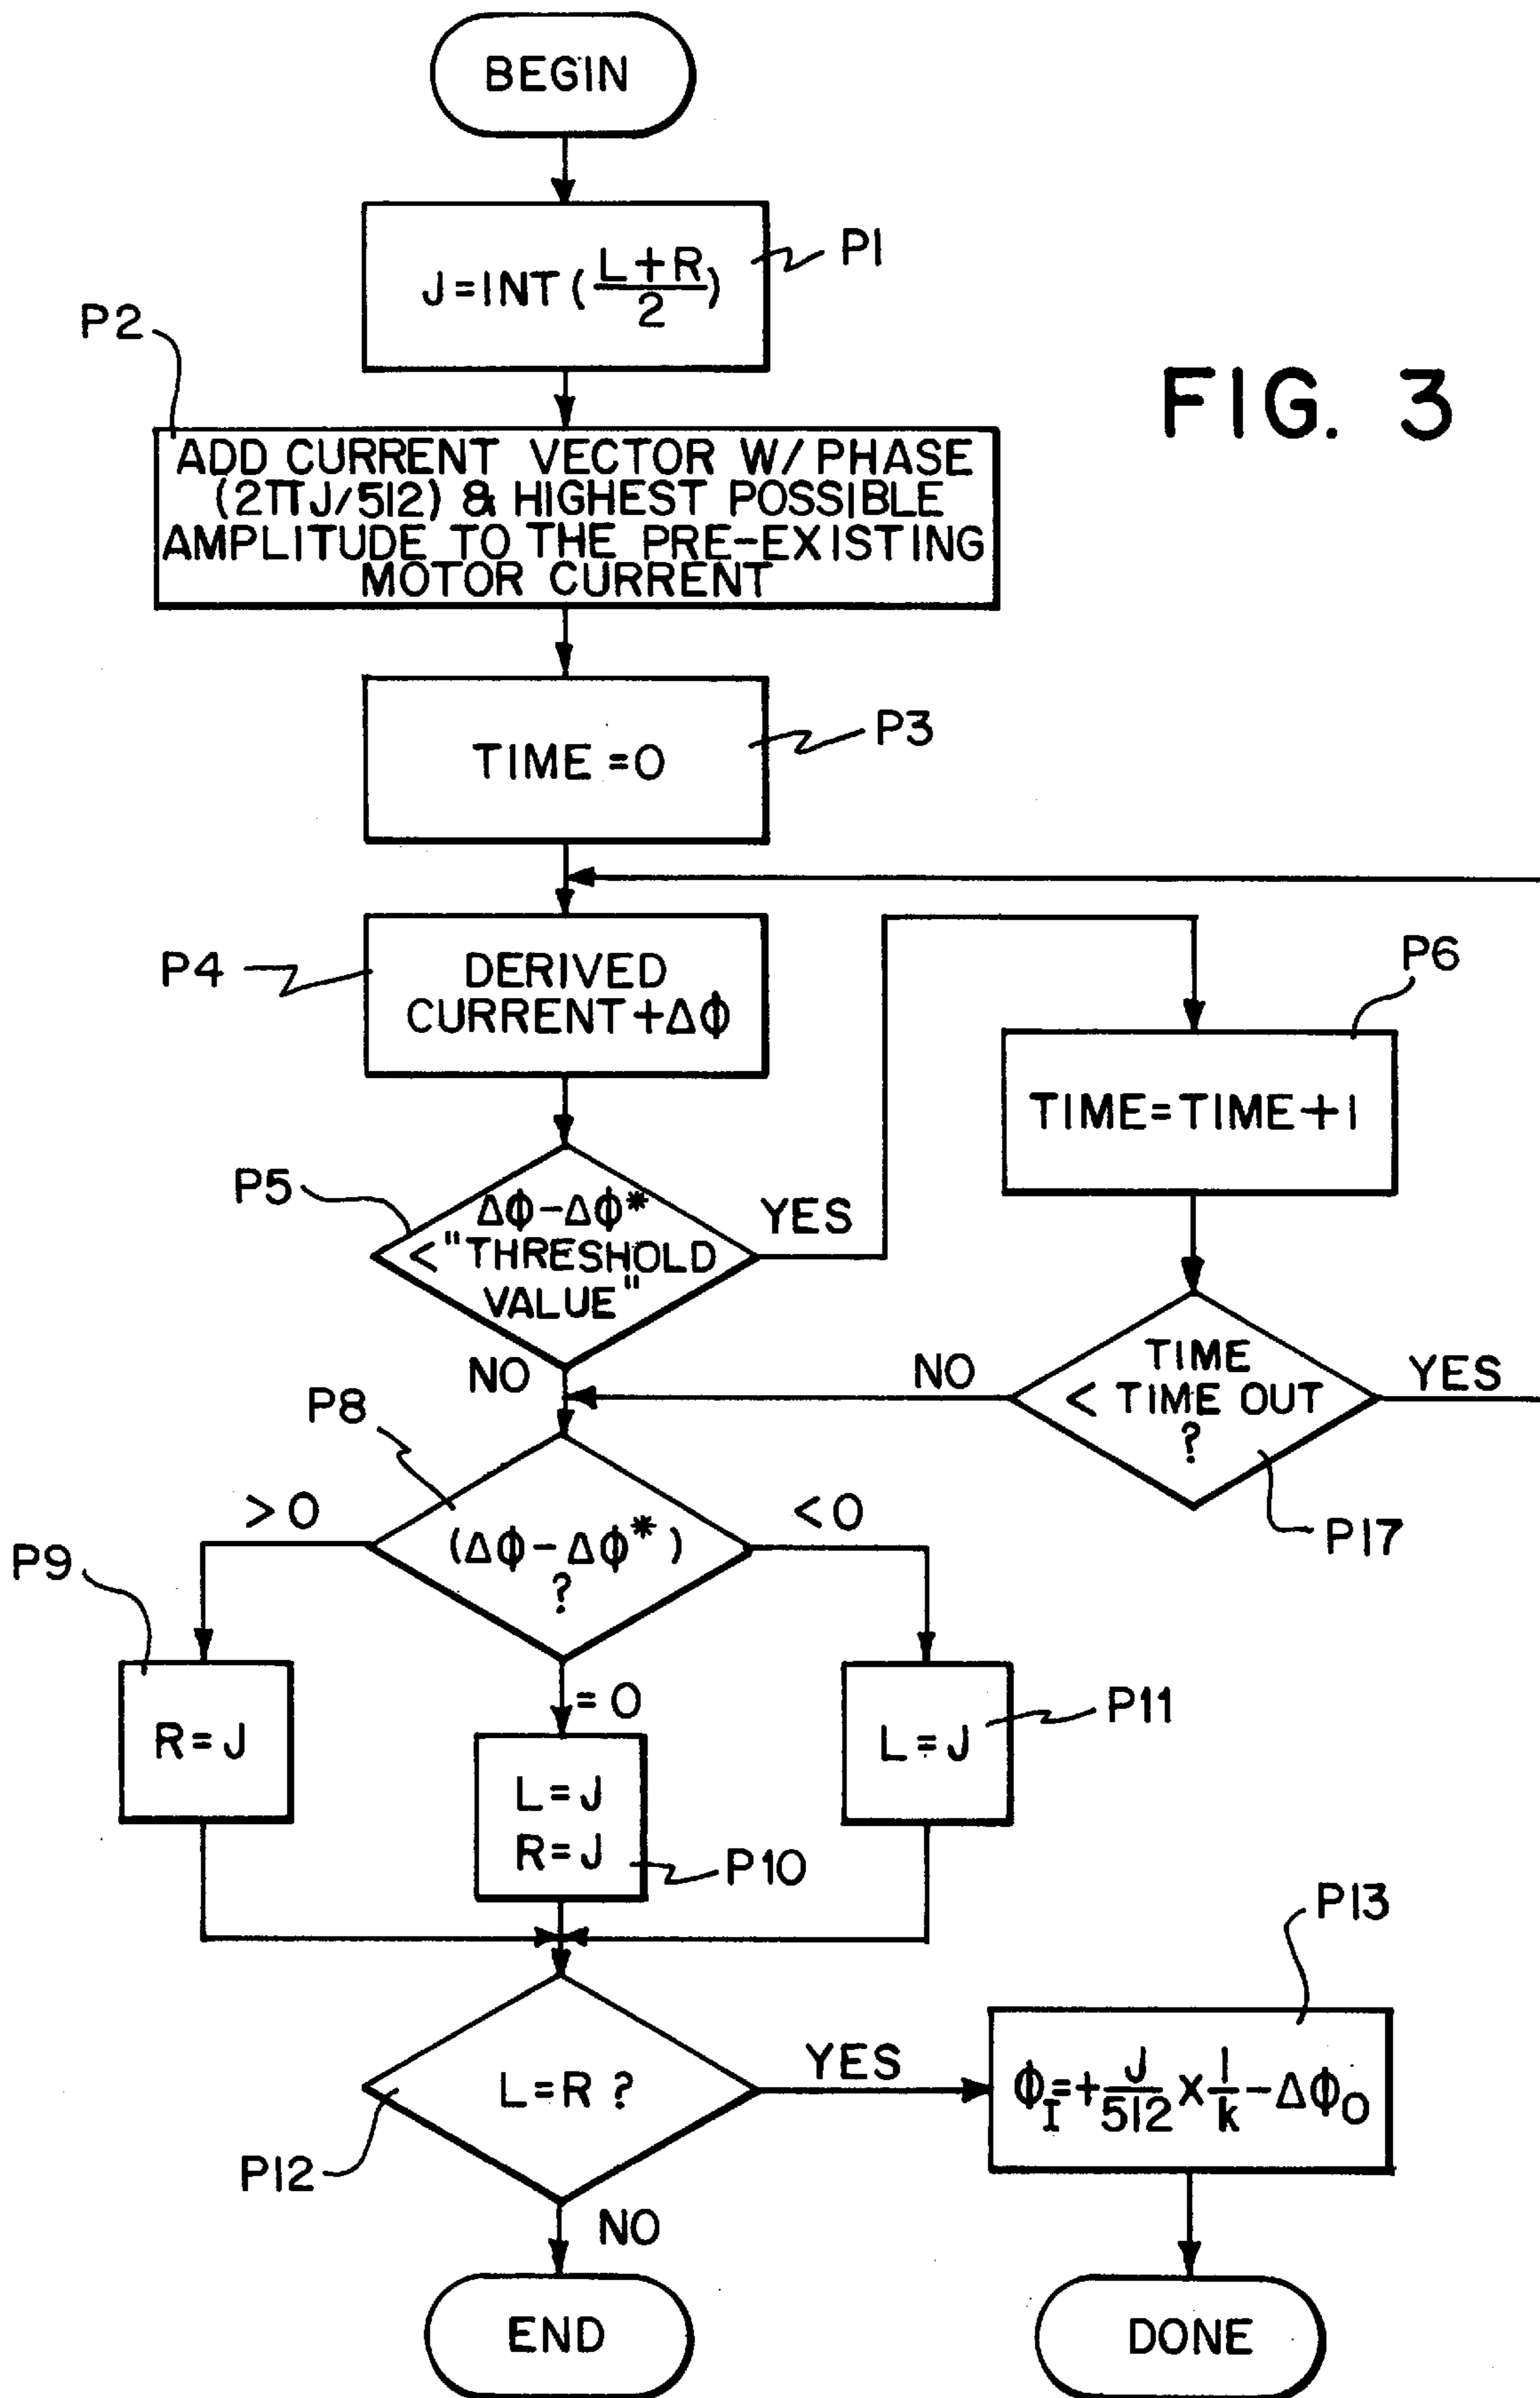 BEGIN
J=INT(L+R/2)
P1
P2
FIG. 3
ADD CURRENT VECTOR W/PHASE
(2πJ/512) & HIGHEST POSSIBLE
AMPLITUDE TO THE PRE-EXISTING
MOTOR CURRENT
TIME=0
P3
P4
DERIVED
CURRENT+Δϕ
P6
TIME=TIME+1
P5
Δϕ-Δϕ*
<"THRESHOLD
VALUE"
YES
NO
TIME
< TIME OUT
?
NO
YES
P17
P8
>0
(Δϕ-Δϕ*)
?
<0
=0
P9
R=J
L=J
R=J
P10
L=J
P11
P12
L=R?
YES
NO
P13
ϕI=+J/512 x 1/k-Δϕ0
END
DONE